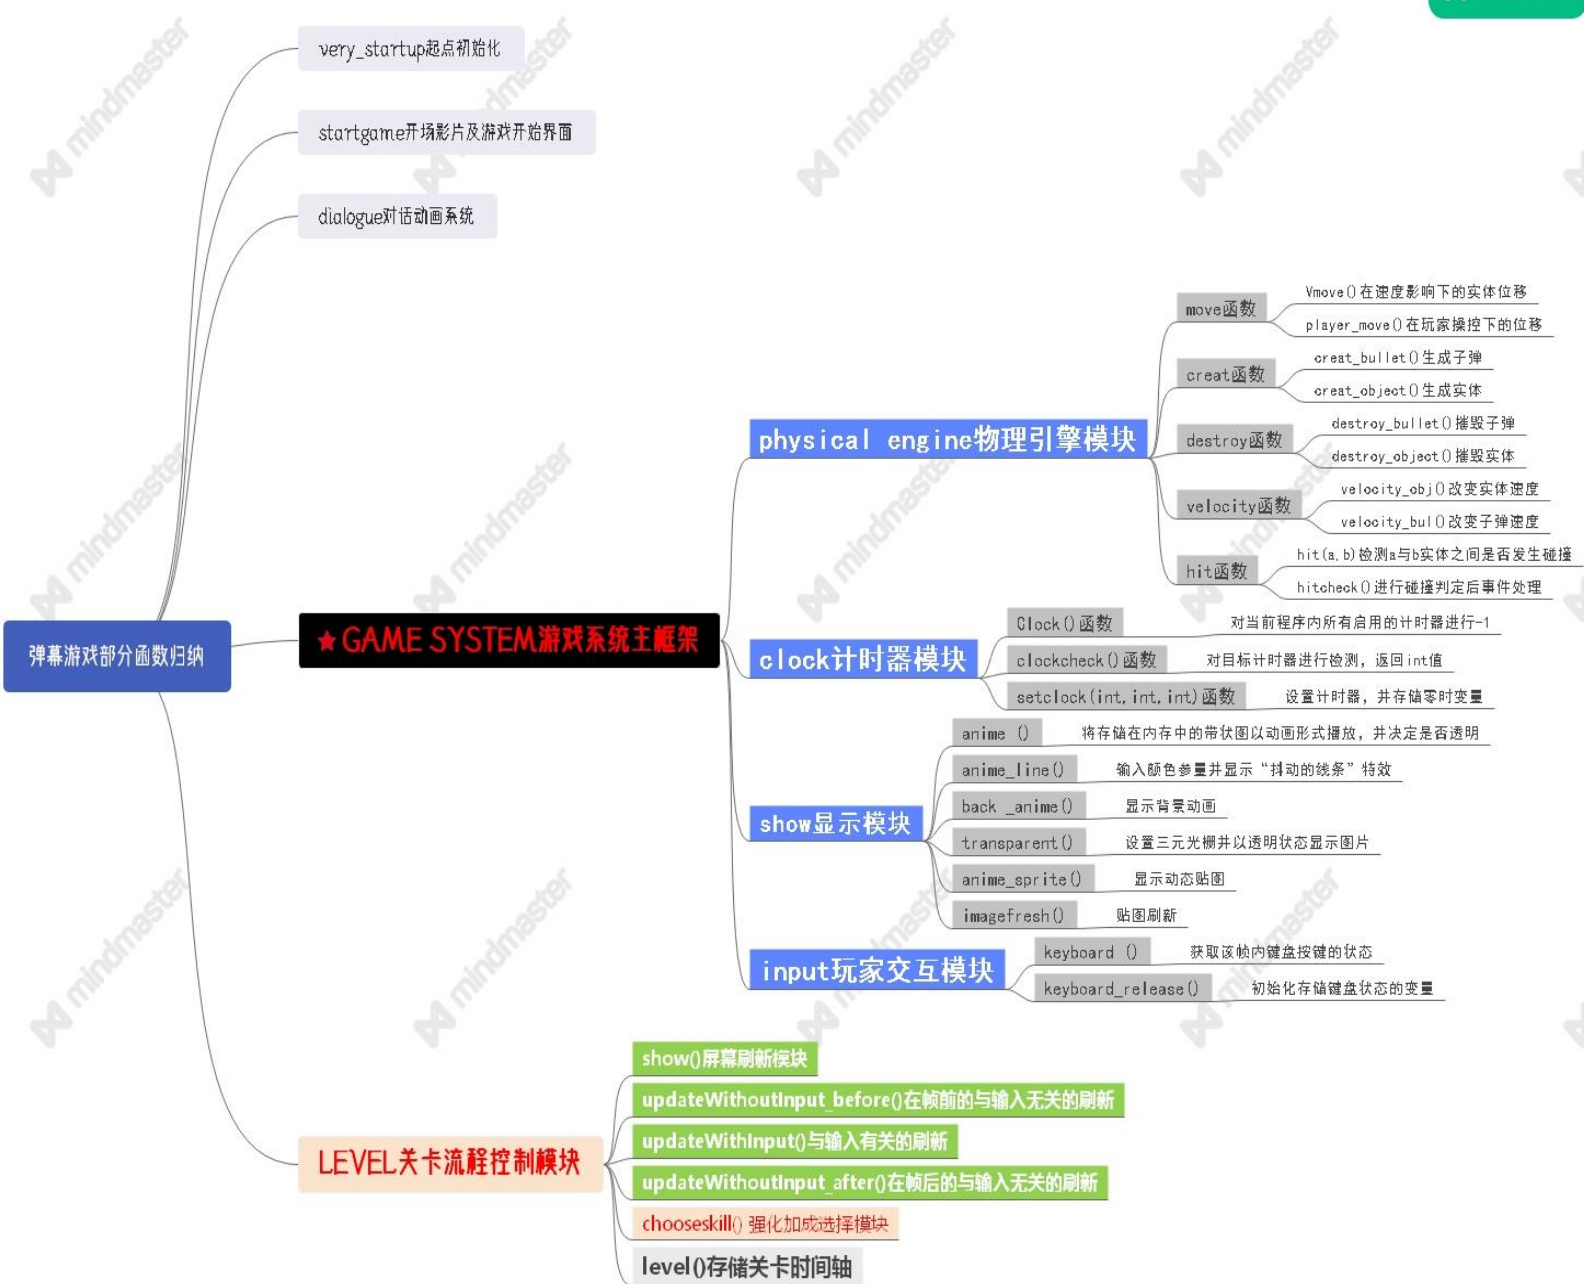 very_startup起点初始化
startgame开场影片及游戏开始界面
dialogue对话动画系统
弹幕游戏部分函数归纳
★GAME SYSTEM游戏系统主框架
physical engine物理引擎模块
move函数
Vmove()在速度影响下的实体位移
player_move()在玩家操控下的位移
creat函数
creat_bullet()生成子弹
creat_object()生成实体
destroy函数
destroy_bullet()摧毁子弹
destroy_object()摧毁实体
velocity函数
velocity_obj()改变实体速度
velocity_bul()改变子弹速度
hit函数
hit(a,b)检测a与b实体之间是否发生碰撞
hitcheck()进行碰撞判定后事件处理
clock计时器模块
Clock()函数
对当前程序内所有启用的计时器进行-1
clockcheck()函数
对目标计时器进行检测，返回int值
setclock(int,int,int)函数
设置计时器，并存储零时变量
show显示模块
anime ()
将存储在内存中的带状图以动画形式播放，并决定是否透明
anime_line()
输入颜色参量并显示“抖动的线条”特效
back _anime()
显示背景动画
transparent()
设置三元光栅并以透明状态显示图片
anime_sprite()
显示动态贴图
imagefresh()
贴图刷新
input玩家交互模块
keyboard ()
获取该帧内键盘按键的状态
keyboard_release()
初始化存储键盘状态的变量
LEVEL关卡流程控制模块
show()屏幕刷新模块
updateWithoutInput_before()在帧前的与输入无关的刷新
updateWithInput()与输入有关的刷新
updateWithoutInput_after()在帧后的与输入无关的刷新
chooseskill() 强化加成选择模块
level()存储关卡时间轴
mindmaster
mindmaster
mindmaster
mindmaster
mindmaster
mindmaster
mindmaster
mindmaster
mindmaster
mindmaster
mindmaster
mindmaster